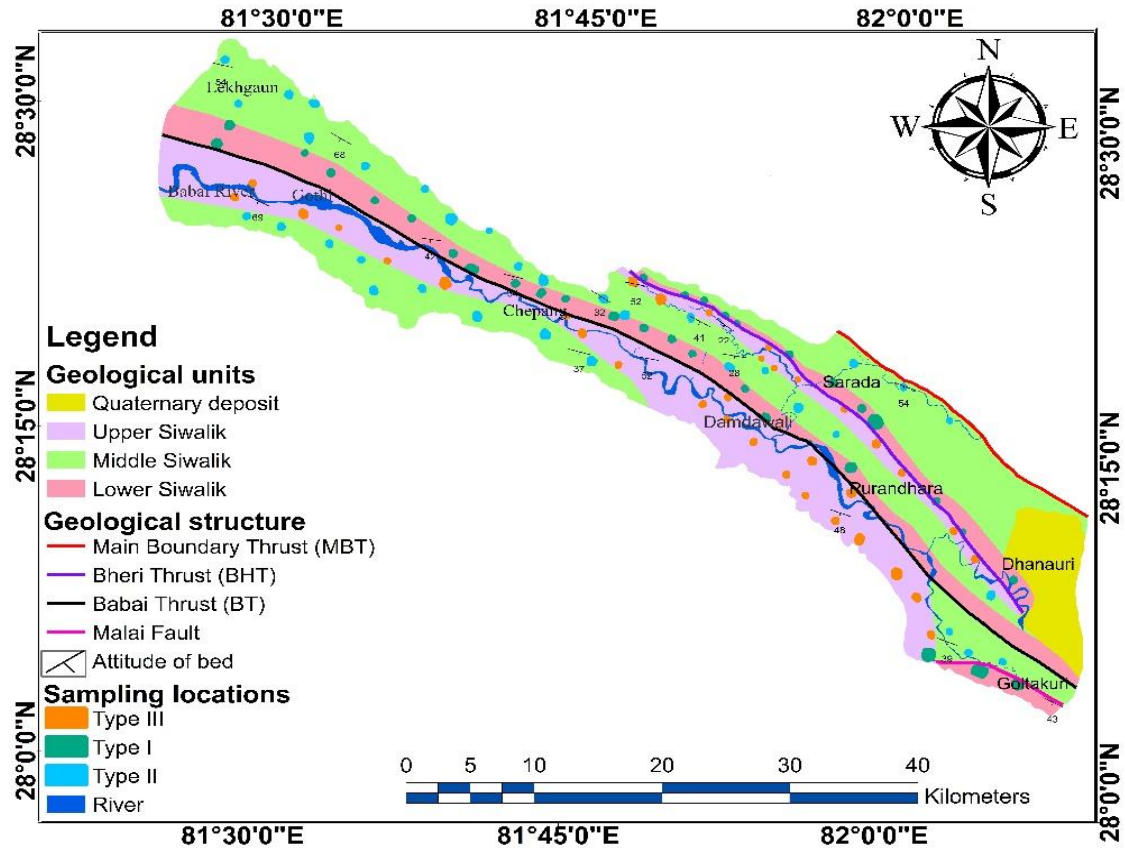 81°30'0"E
81°45'0"E
82°0'0"E
28°30'0"N
28°30'0"N
28°15'0"N
28°15'0"N
28°0'0"N
28°0'0"N
N
W
E
S
54
Lekhgaun
68
Babai River
Gothi
69
42
Chepang
32
52
41
22
28
37
52
Sarada
54
Damdawali
Purandhara
48
Dhanauri
39
Goltakuri
43
Legend
Geological units
Quaternary deposit
Upper Siwalik
Middle Siwalik
Lower Siwalik
Geological structure
Main Boundary Thrust (MBT)
Bheri Thrust (BHT)
Babai Thrust (BT)
Malai Fault
Attitude of bed
Sampling locations
Type III
Type I
Type II
River
0 5 10 20 30 40
Kilometers
81°30'0"E
81°45'0"E
82°0'0"E